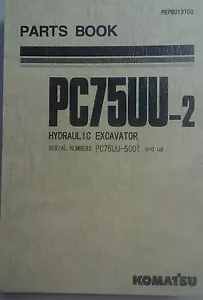 PEPB013700
PARTS BOOK
PC75UU-2
HYDRAULIC EXCAVATOR
SERIAL NUMBERS PC75UU-5001 and up
KOMATSU